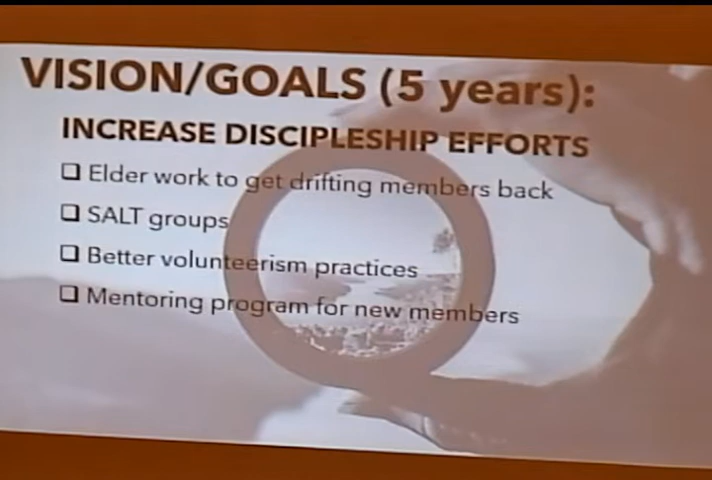 VISION/GOALS (5 years):
INCREASE DISCIPLESHIP EFFORTS
❑ Elder work to get drifting members back
❑ SALT groups
❑ Better volunteerism practices
❑ Mentoring program for new members